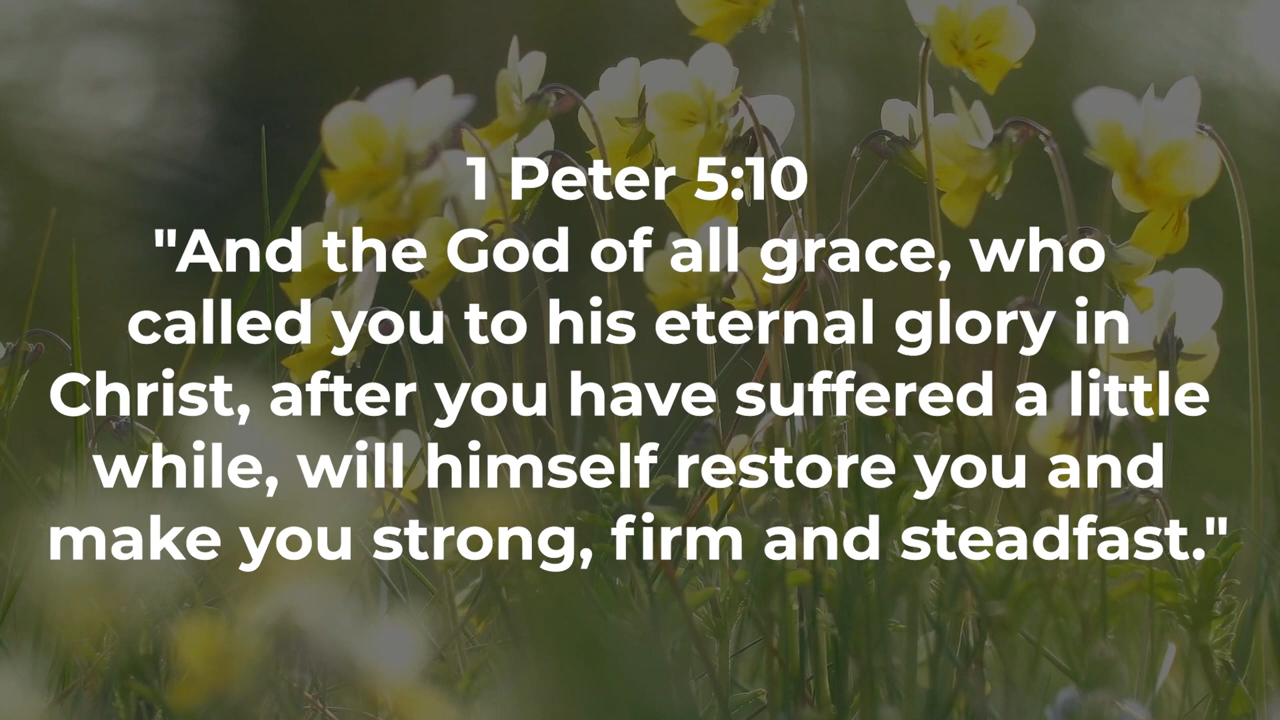 1 Peter 5:10
"And the God of all grace, who
called you to his eternal glory in
Christ, after you have suffered a little
while, will himself restore you and
make you strong, firm and steadfast."